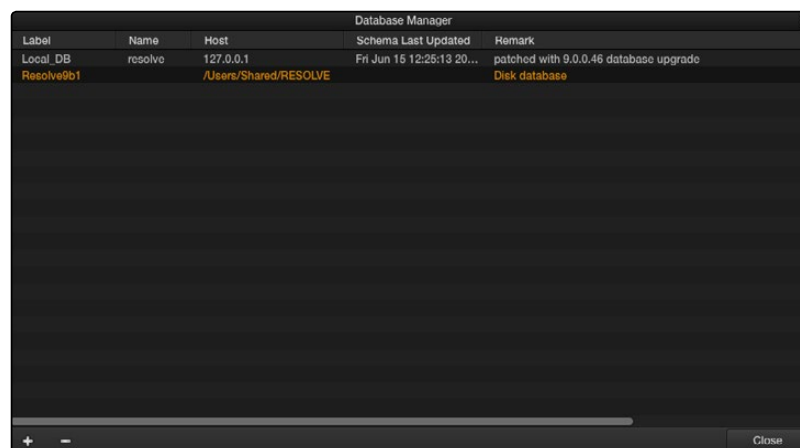 Database Manager
Label Name Host Schema Last Updated Remark
Local_DB resolve 127.0.0.1 Fri Jun 15 12:25:13 20... patched with 9.0.0.46 database upgrade
Resolve9b1 /Users/Shared/RESOLVE Disk database
+ - Close